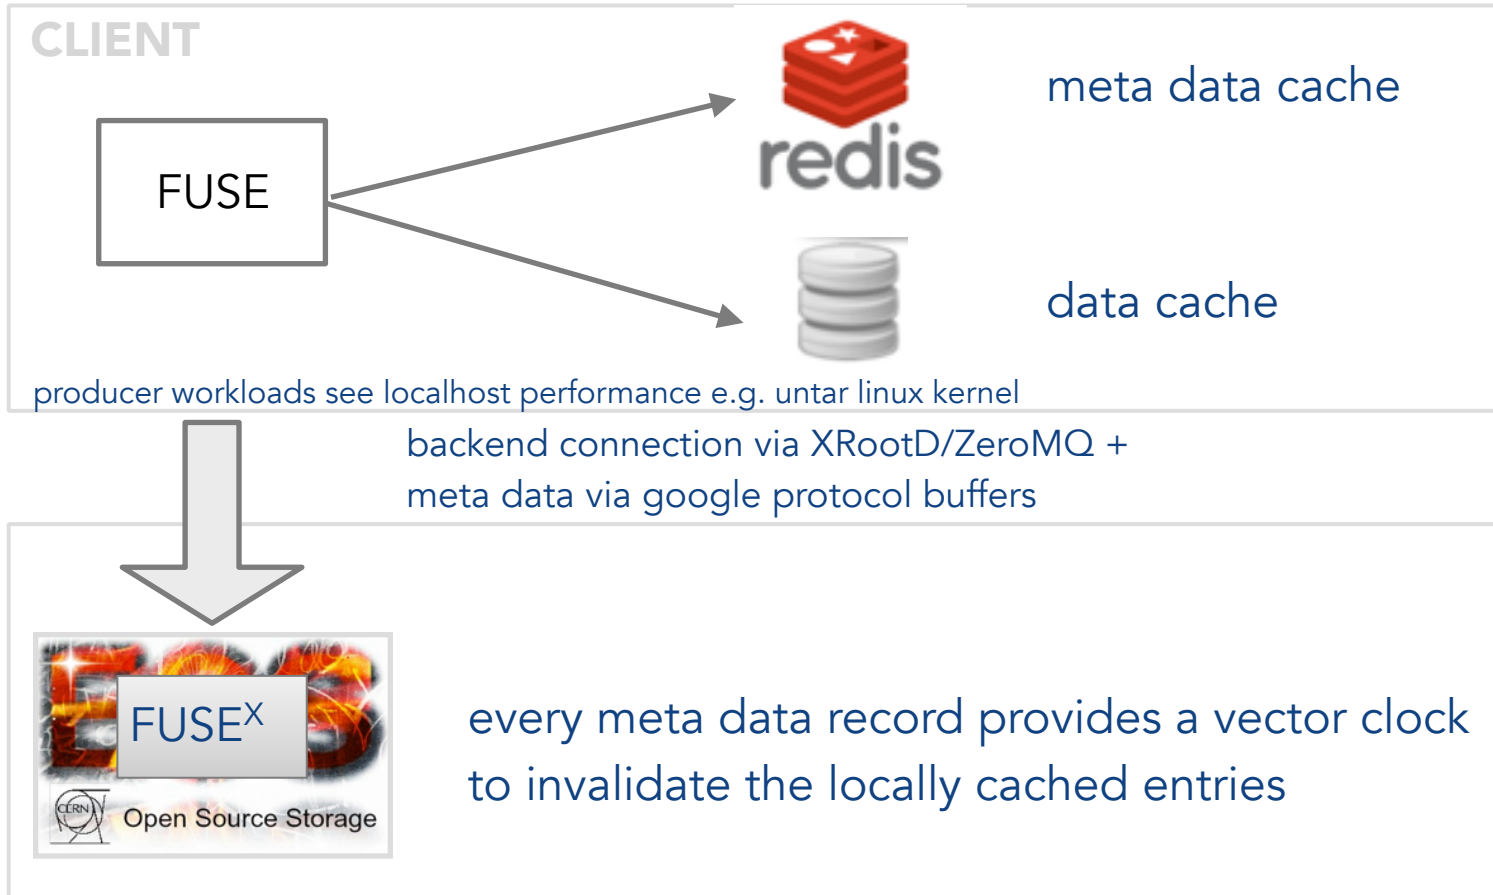 CLIENT
FUSE
redis
meta data cache
data cache
producer workloads see localhost performance e.g. untar linux kernel
backend connection via XRootD/ZeroMQ +
meta data via google protocol buffers
EOS
FUSEX
CERN
Open Source Storage
every meta data record provides a vector clock
to invalidate the locally cached entries